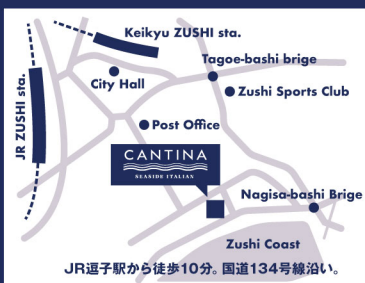 Keikyu ZUSHI sta.
Tagoe-bashi brige
City Hall
Zushi Sports Club
JR ZUSHI sta.
Post Office
CANTINA
SEASIDE ITALIAN
Nagisa-bashi Brige
Zushi Coast
JR逗子駅から徒歩10分。国道134号線沿い。